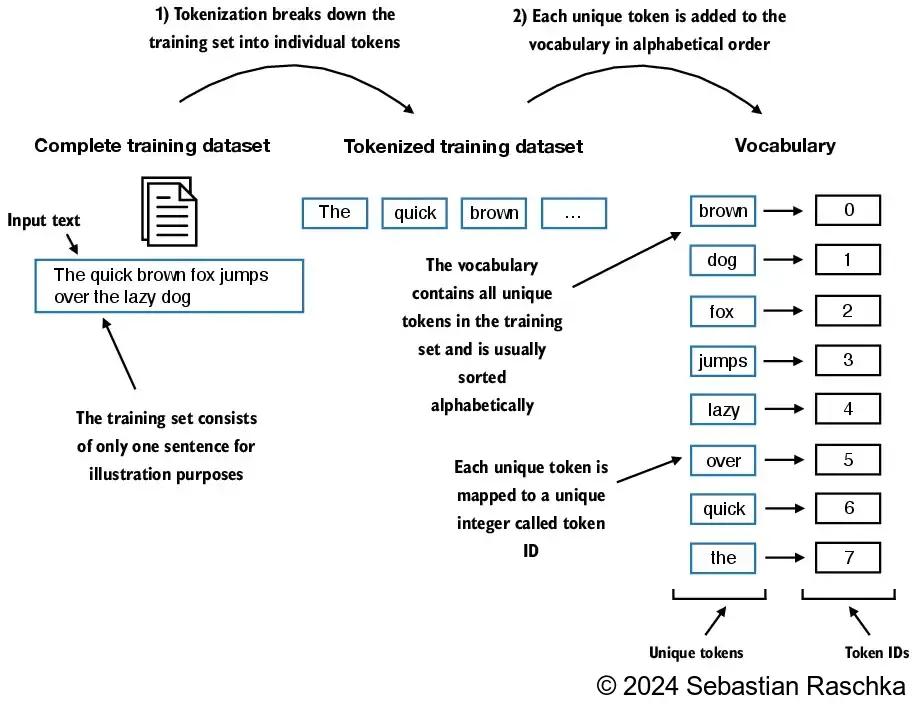 1) Tokenization breaks down the
training set into individual tokens
2) Each unique token is added to the
vocabulary in alphabetical order
Complete training dataset
Tokenized training dataset
Vocabulary
Input text
The quick brown fox jumps
over the lazy dog
The training set consists
of only one sentence for
illustration purposes
The quick brown ...
The vocabulary
contains all unique
tokens in the training
set and is usually
sorted
alphabetically
Each unique token is
mapped to a unique
integer called token
ID
brown 0
dog 1
fox 2
jumps 3
lazy 4
over 5
quick 6
the 7
Unique tokens
Token IDs
© 2024 Sebastian Raschka